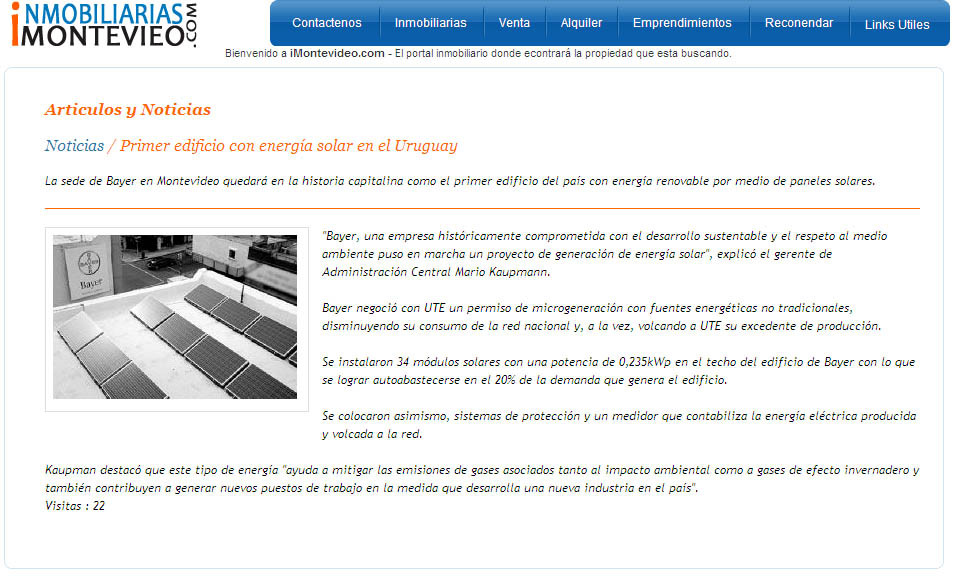 iNMOBILIARIAS
MONTEVIEO.COM
Contactenos
Inmobiliarias
Venta
Alquiler
Emprendimientos
Reconendar
Links Utiles
Bienvenido a iMontevideo.com - El portal inmobiliario donde econtrará la propiedad que esta buscando.
Articulos y Noticias
Noticias / Primer edificio con energía solar en el Uruguay
La sede de Bayer en Montevideo quedará en la historia capitalina como el primer edificio del país con energía renovable por medio de paneles solares.
BAYER
Bayer
"Bayer, una empresa históricamente comprometida con el desarrollo sustentable y el respeto al medio
ambiente puso en marcha un proyecto de generación de energía solar", explicó el gerente de
Administración Central Mario Kaupmann.
Bayer negoció con UTE un permiso de microgeneración con fuentes energéticas no tradicionales,
disminuyendo su consumo de la red nacional y, a la vez, volcando a UTE su excedente de producción.
Se instalaron 34 módulos solares con una potencia de 0,235kWp en el techo del edificio de Bayer con lo que
se lograr autoabastecerse en el 20% de la demanda que genera el edificio.
Se colocaron asimismo, sistemas de protección y un medidor que contabiliza la energía eléctrica producida
y volcada a la red.
Kaupman destacó que este tipo de energía "ayuda a mitigar las emisiones de gases asociados tanto al impacto ambiental como a gases de efecto invernadero y
también contribuyen a generar nuevos puestos de trabajo en la medida que desarrolla una nueva industria en el país".
Visitas : 22